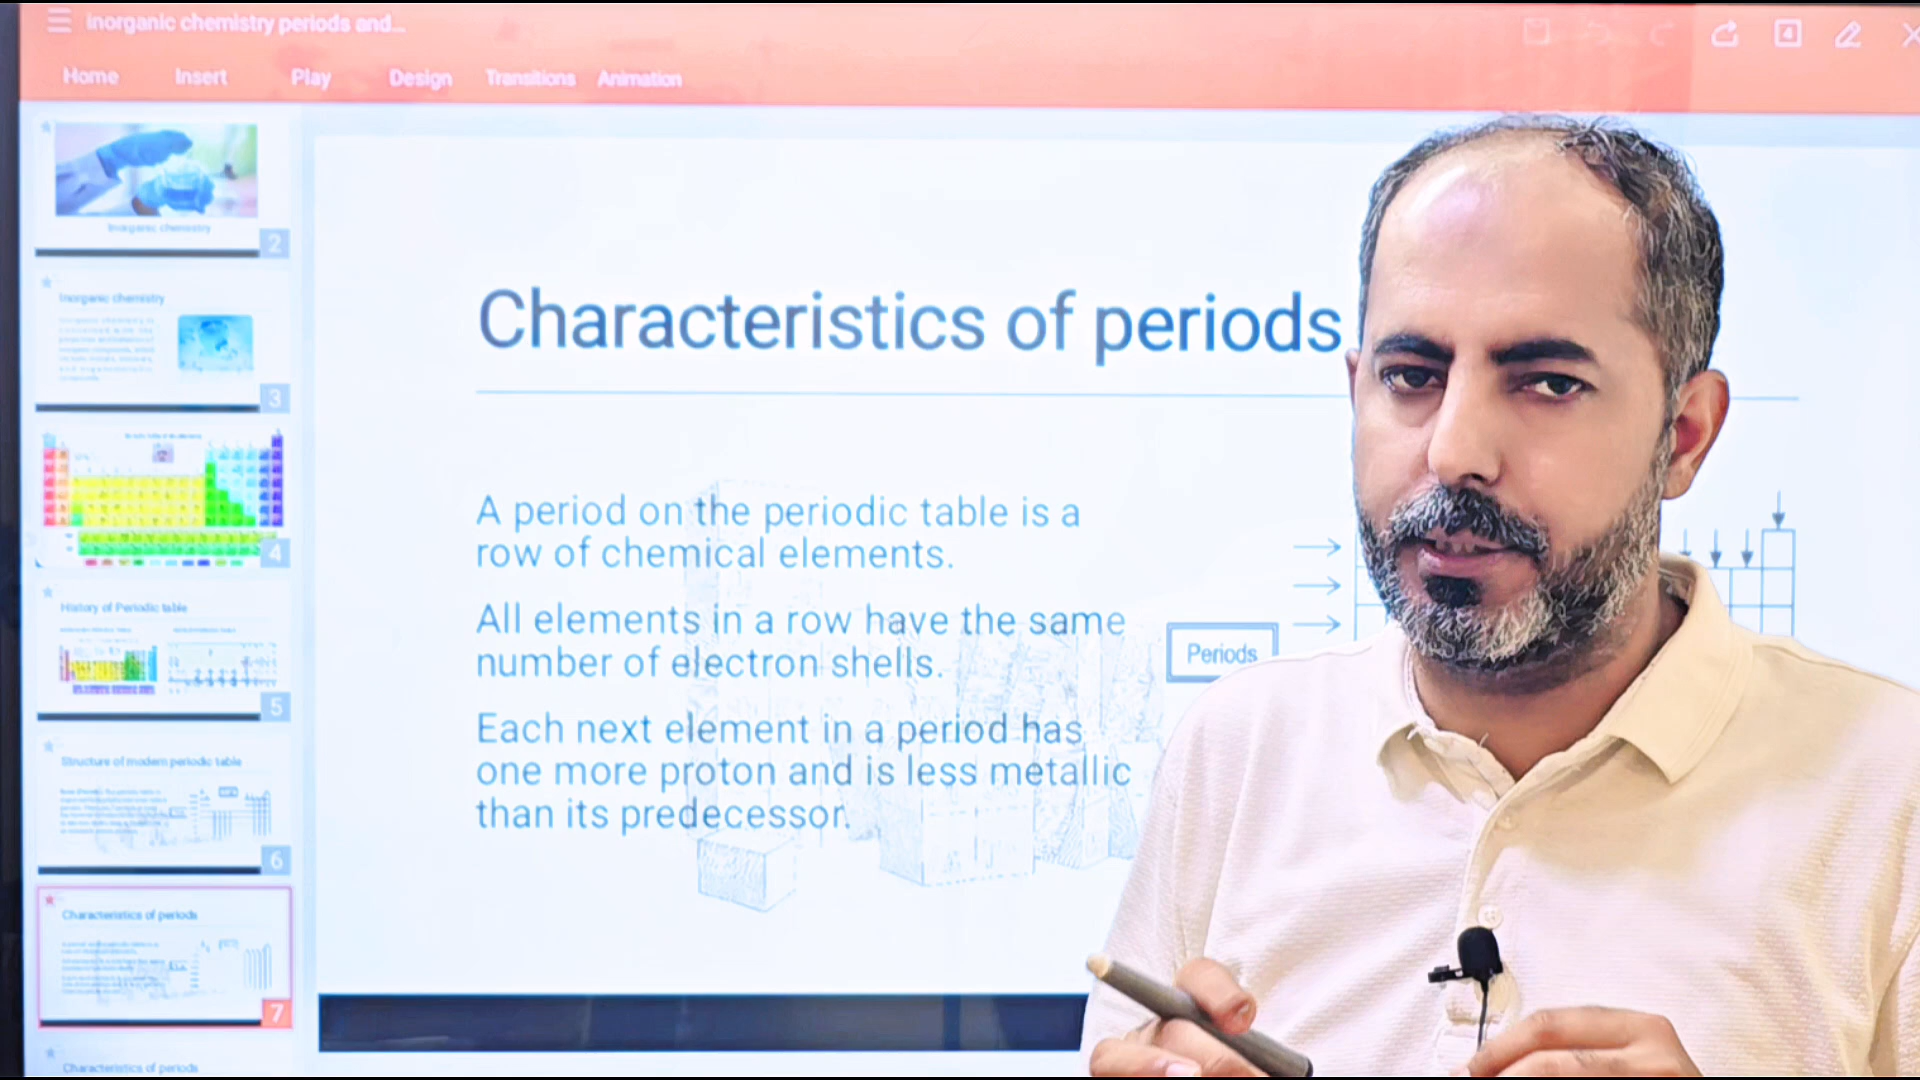 inorganic chemistry periods and...
4
Home Insert Play Design Transitions Animation
Inorganic chemistry
2
Inorganic chemistry
3
4
History of Periodic table
5
Structure of modern periodic table
6
Characteristics of periods
7
Characteristics of periods
Characteristics of periods
A period on the periodic table is a
row of chemical elements.
All elements in a row have the same
number of electron shells.
Each next element in a period has
one more proton and is less metallic
than its predecessor.
Periods